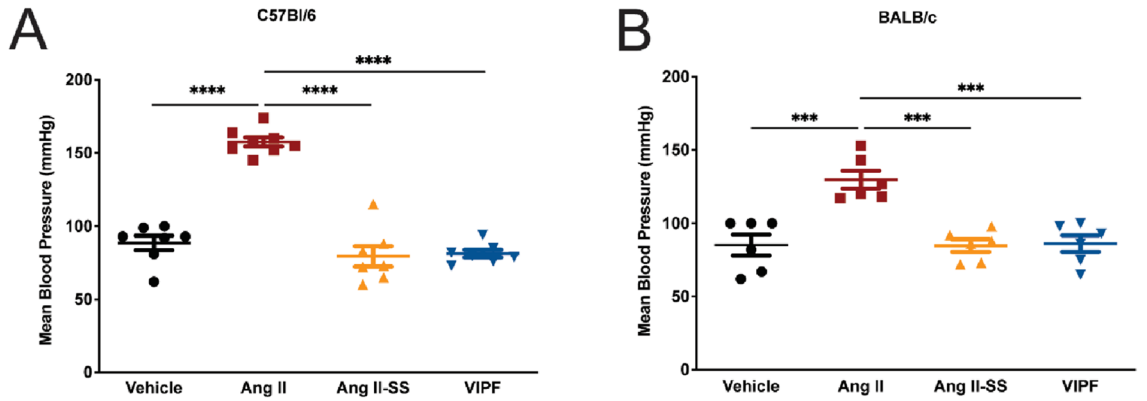 A
C57Bl/6
Mean Blood Pressure (mmHg)
200
150
100
50
0
****
****
****
Vehicle Ang II Ang II-SS VIPF
B
BALB/c
Mean Blood Pressure (mmHg)
200
150
100
50
0
***
***
***
Vehicle Ang II Ang II-SS VIPF